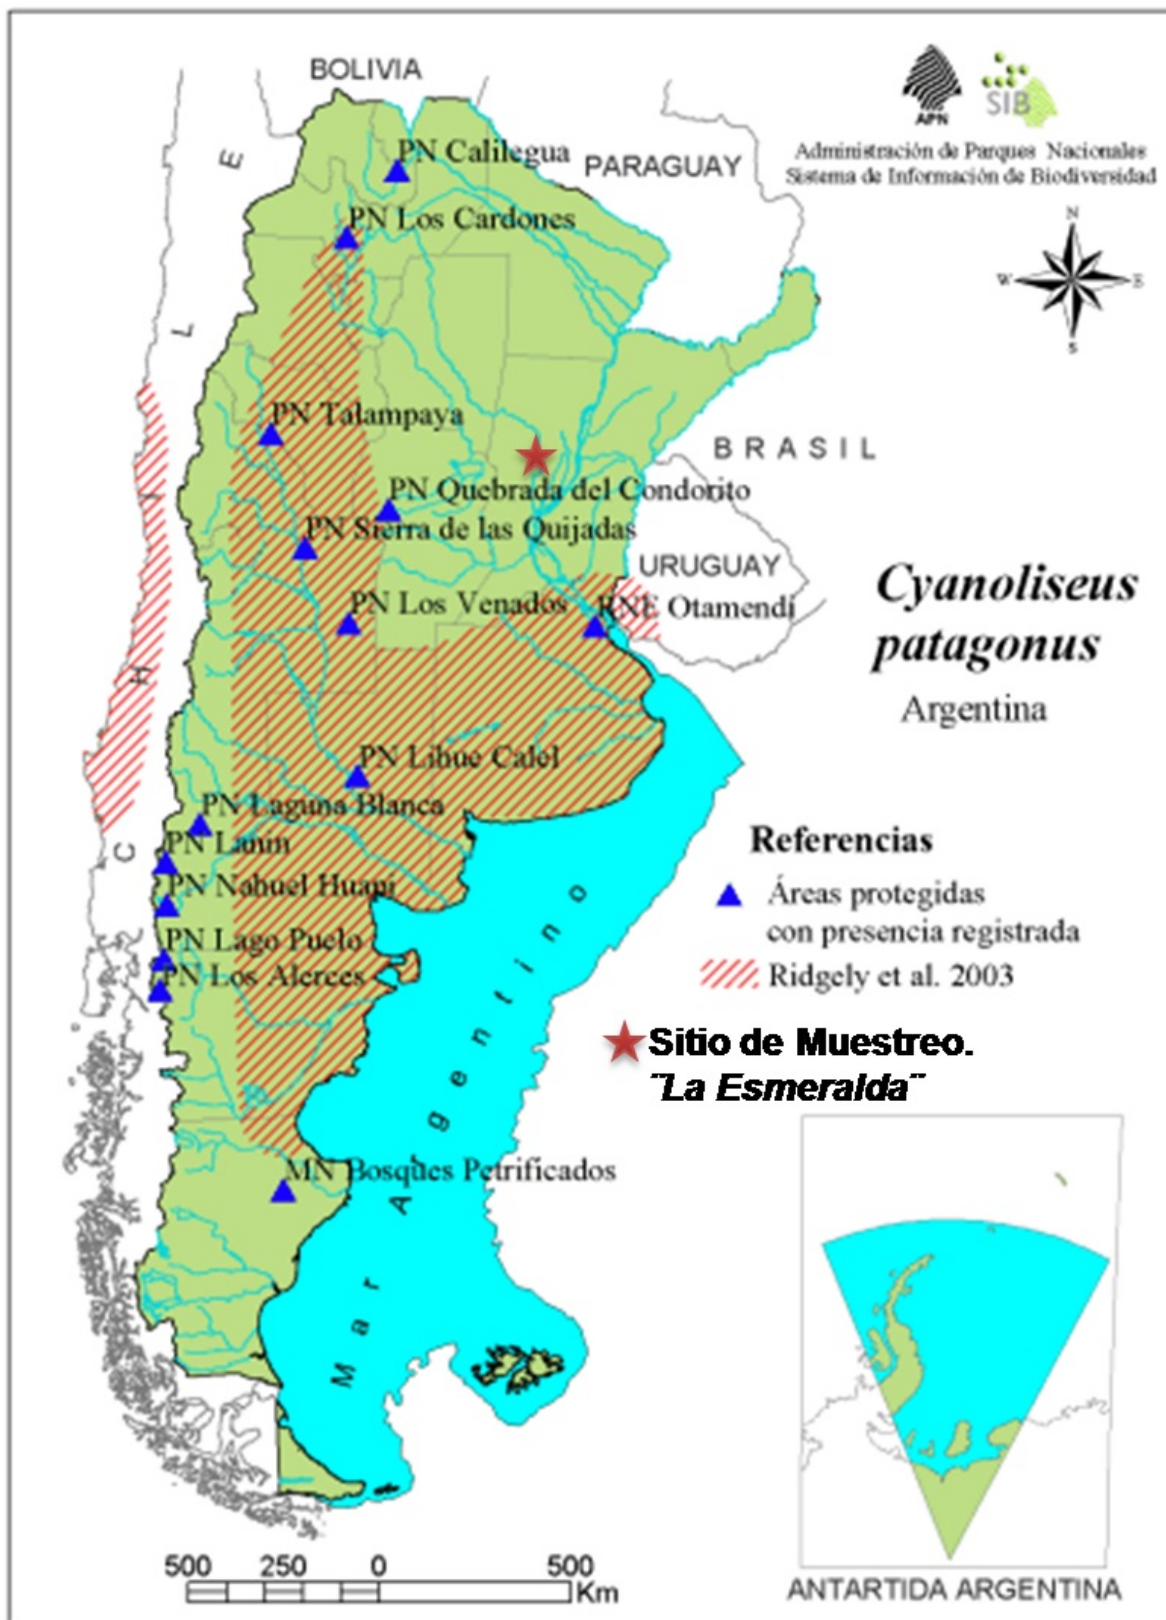 BOLIVIA
APN
SIB
Administración de Parques Nacionales
Sistema de Información de Biodiversidad
PN Calilegua
PARAGUAY
PN Los Cardones
N
W
E
S
CHILE
PN Talampaya
BRASIL
PN Quebrada del Condorito
PN Sierra de las Quijadas
URUGUAY
PN Los Venados
RNE Otamendi
Cyanoliseus
patagonus
Argentina
PN Lihue Calel
PN Laguna Blanca
PN Lanin
PN Nahuel Huapi
PN Lago Puelo
PN Los Alerces
Referencias
Áreas protegidas
con presencia registrada
Ridgely et al. 2003
Sitio de Muestreo.
¨La Esmeralda¨
MN Bosques Petrificados
Mar Argentino
500 250 0 500
Km
ANTARTIDA ARGENTINA